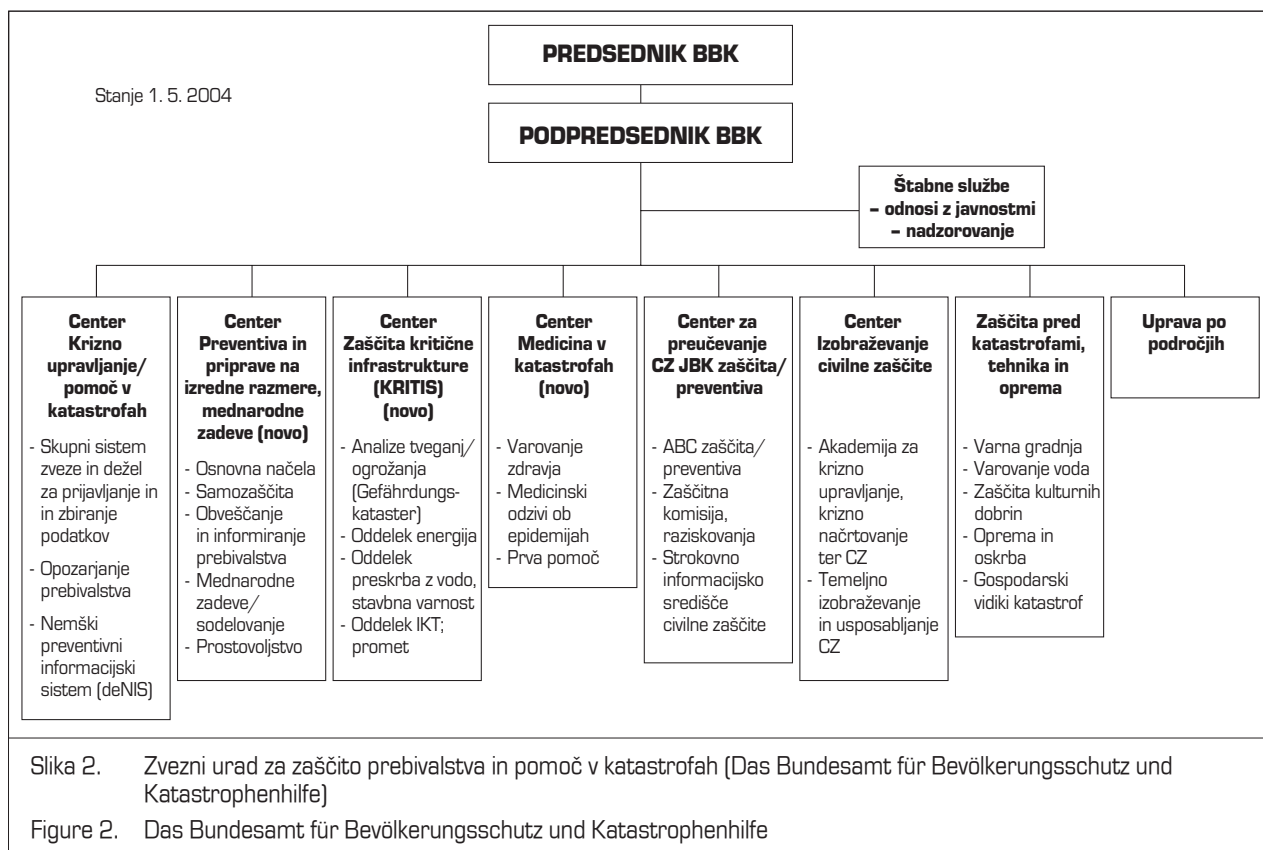 PREDSEDNIK BBK
Stanje 1. 5. 2004
PODPREDSEDNIK BBK
Štabne službe
– odnosi z javnostmi
– nadzorovanje
Center
Krizno
upravljanje/
pomoč v
katastrofah
- Skupni sistem
zveze in dežel
za prijavljanje in
in zbiranje
podatkov
- Opozarjanje
prebivalstva
- Nemški
preventivni
informacijski
sistem (deNIS)
Center
Preventiva in
priprave na
izredne razmere,
mednarodne
zadeve (novo)
- Osnovna načela
- Samozaščita
- Obveščanje
in informiranje
prebivalstva
- Mednarodne
zadeve/
sodelovanje
- Prostovoljstvo
Center
Zaščita kritične
infrastrukture
(KRITIS)
(novo)
- Analize tveganj/
ogrožanja
(Gefährdungs-
kataster)
- Oddelek energija
- Oddelek
preskrba z vodo,
stavbna varnost
- Oddelek IKT;
promet
Center
Medicina v
katastrofah
(novo)
- Varovanje
zdravja
- Medicinski
odzivi ob
epidemijah
- Prva pomoč
Center za
preučevanje
CZ JBK zaščita/
preventiva
- ABC zaščita/
preventiva
- Zaščitna
komisija,
raziskovanja
- Strokovno
informacijsko
središče
civilne zaščite
Center
Izobraževanje
civilne zaščite
- Akademija za
krizno
upravljanje,
krizno
načrtovanje
ter CZ
- Temeljno
izobraževanje
in usposabljanje
CZ
Zaščita pred
katastrofami,
tehnika in
oprema
- Varna gradnja
- Varovanje voda
- Zaščita kulturnih
dobrin
- Oprema in
oskrba
- Gospodarski
vidiki katastrof
Uprava po
področjih
Slika 2. Zvezni urad za zaščito prebivalstva in pomoč v katastrofah (Das Bundesamt für Bevölkerungsschutz und
Katastrophenhilfe)
Figure 2. Das Bundesamt für Bevölkerungsschutz und Katastrophenhilfe